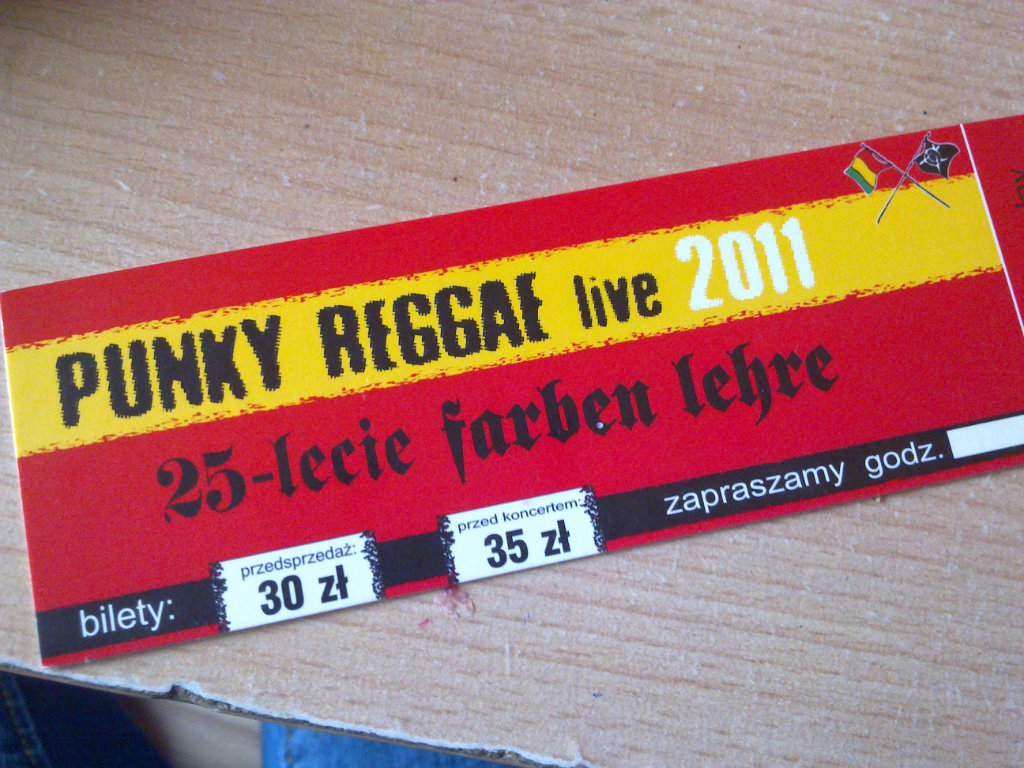 PUNKY REGGAE live 2011
25-lecie farben lehre
bilety:
przedsprzedaż:
30 zł
przed koncertem:
35 zł
zapraszamy godz.